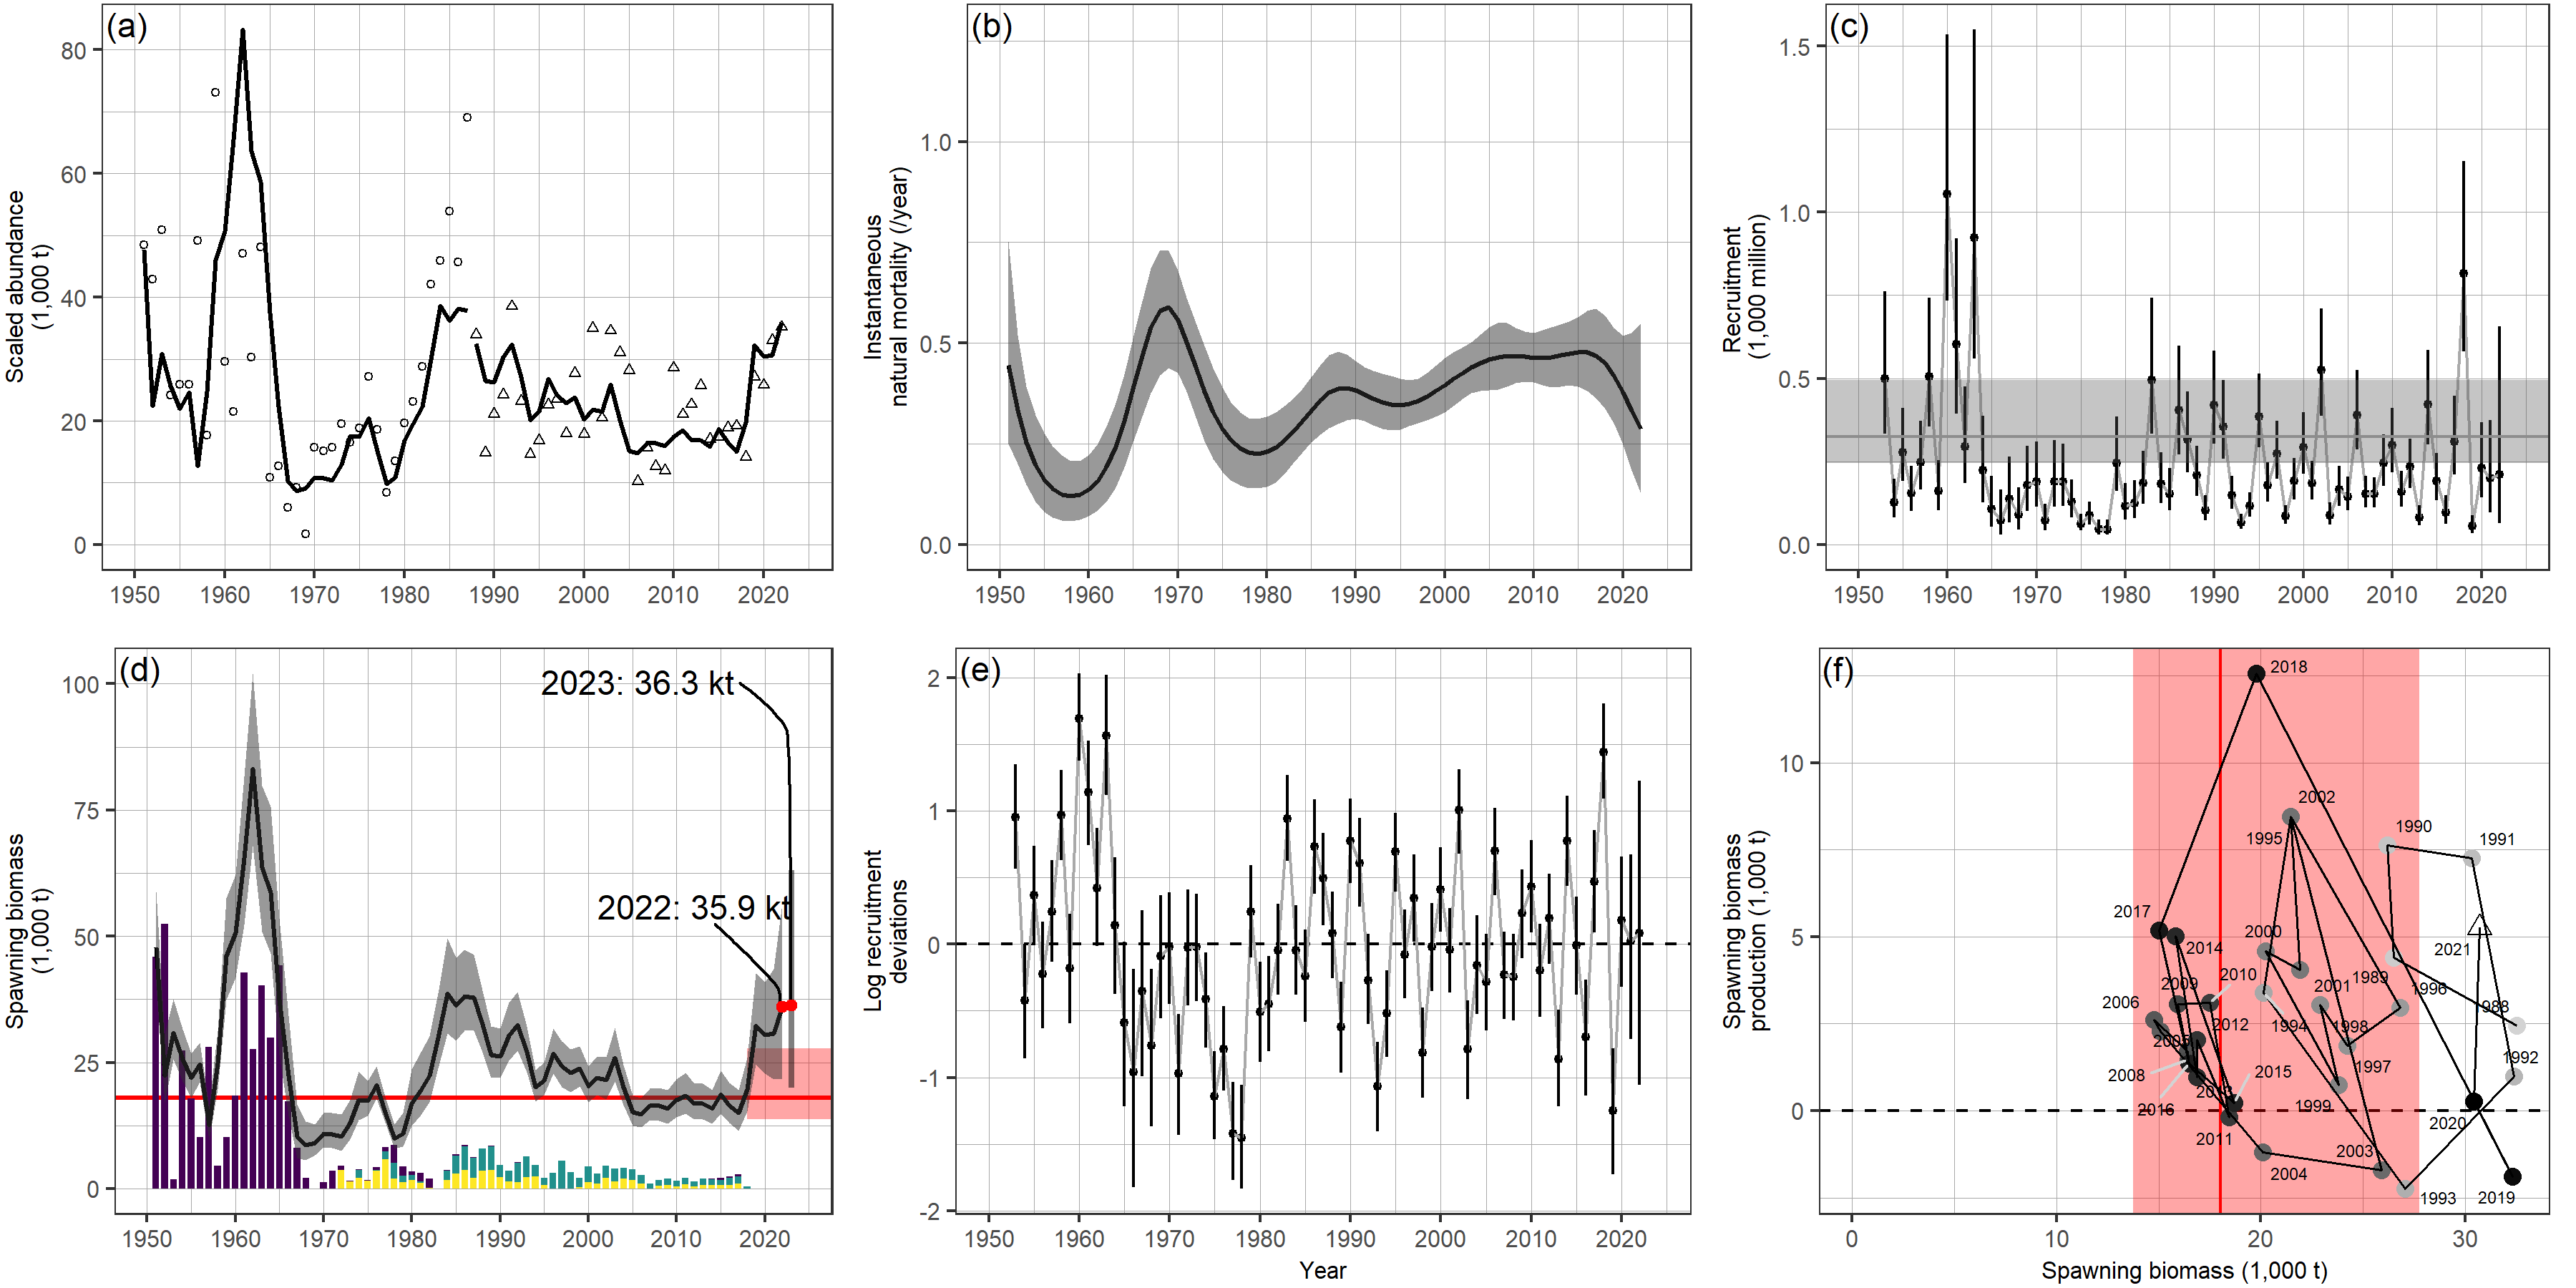 (a)
Scaled abundance
(1,000 t)
80
60
40
20
0
1950 1960 1970 1980 1990 2000 2010 2020
(b)
Instantaneous
natural mortality (/year)
1.0
0.5
0.0
1950 1960 1970 1980 1990 2000 2010 2020
(c)
Recruitment
(1,000 million)
1.5
1.0
0.5
0.0
1950 1960 1970 1980 1990 2000 2010 2020
(d)
Spawning biomass
(1,000 t)
100
75
50
25
0
2023: 36.3 kt
2022: 35.9 kt
1950 1960 1970 1980 1990 2000 2010 2020
(e)
Log recruitment
deviations
2
1
0
-1
-2
1950 1960 1970 1980 1990 2000 2010 2020
Year
(f)
Spawning biomass
production (1,000 t)
10
5
0
2018
2002
1990
1995
1991
2017
2000
2014
2021
2010
1989
2009
2001
1996
2006
988
2012
1994
1998
2005
1992
1997
2008
2015
2016
1999
2020
2011
2003
2004
2019
1993
0 10 20 30
Spawning biomass (1,000 t)